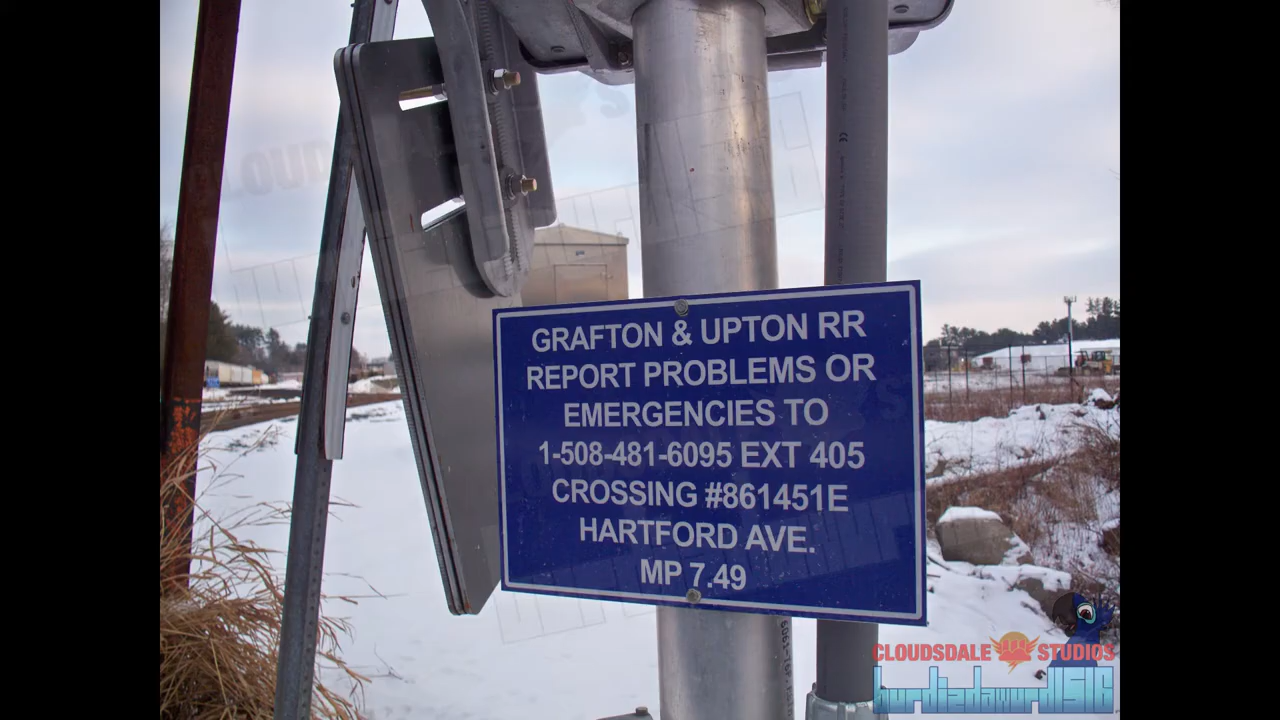 GRAFTON & UPTON RR
REPORT PROBLEMS OR
EMERGENCIES TO
1-508-481-6095 EXT 405
CROSSING #861451E
HARTFORD AVE.
MP 7.49
CLOUDSDALE STUDIOS